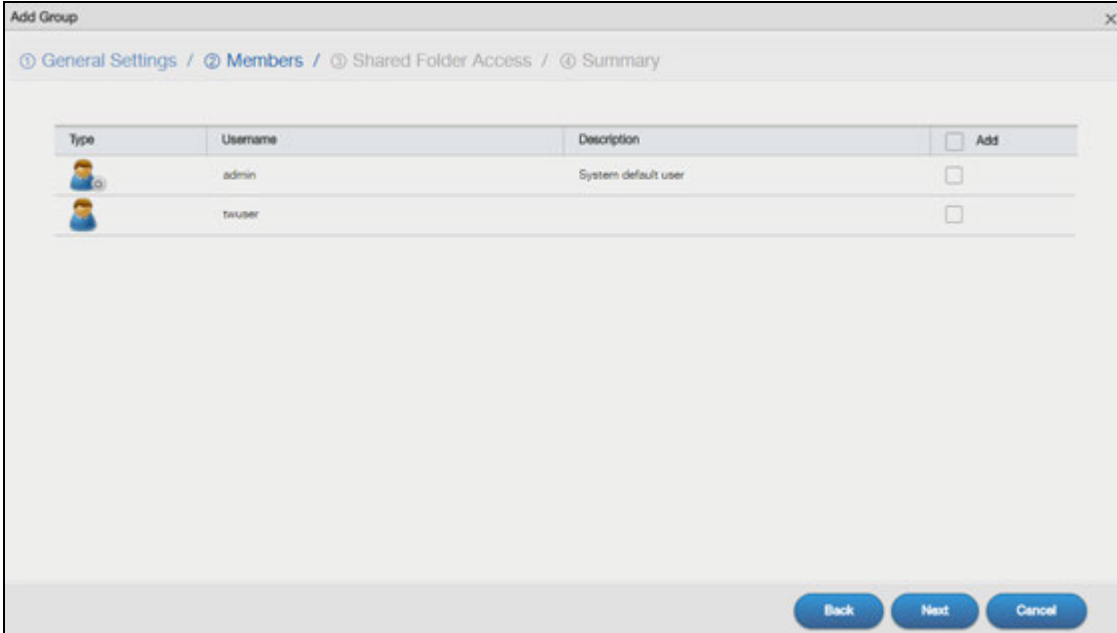 Add Group
① General Settings / ② Members / ③ Shared Folder Access / ④ Summary
Type Username Description Add
admin System default user
twuser
Back Next Cancel